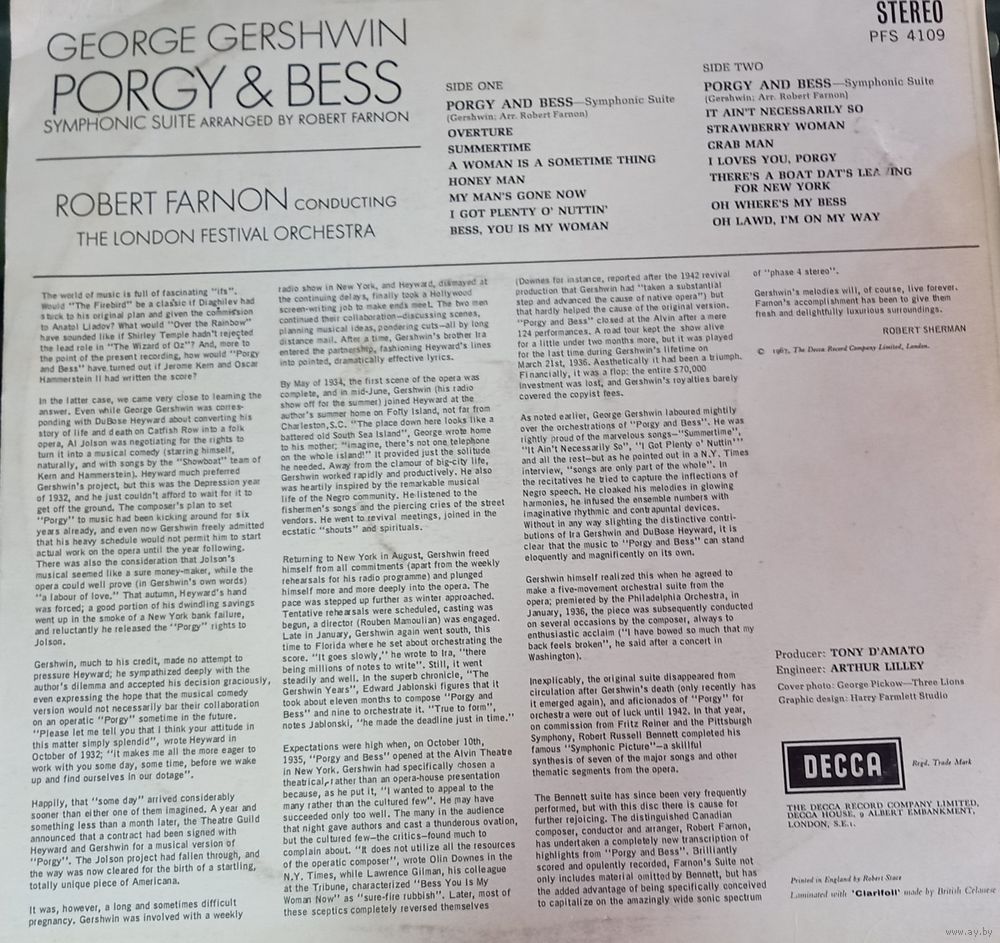 GEORGE GERSHWIN
PORGY & BESS
SYMPHONIC SUITE ARRANGED BY ROBERT FARNON
ROBERT FARNON CONDUCTING
THE LONDON FESTIVAL ORCHESTRA
STEREO
PFS 4109
SIDE ONE
PORGY AND BESS—Symphonic Suite
(Gershwin; Arr. Robert Farnon)
OVERTURE
SUMMERTIME
A WOMAN IS A SOMETIME THING
HONEY MAN
MY MAN'S GONE NOW
I GOT PLENTY O' NUTTIN'
BESS, YOU IS MY WOMAN
SIDE TWO
PORGY AND BESS—Symphonic Suite
(Gershwin; Arr. Robert Farnon)
IT AIN'T NECESSARILY SO
STRAWBERRY WOMAN
CRAB MAN
I LOVES YOU, PORGY
THERE'S A BOAT DAT'S LEAVING
FOR NEW YORK
OH WHERE'S MY BESS
OH LAWD, I'M ON MY WAY
The world of music is full of fascinating "ifs".
Would "The Firebird" be a classic if Diaghilev had
stuck to his original plan and given the commission
to Anatol Liadov? What would "Over the Rainbow"
have sounded like if Shirley Temple hadn't rejected
the lead role in "The Wizard of Oz"? And, more to
the point of the present recording, how would "Porgy
and Bess" have turned out if Jerome Kern and Oscar
Hammerstein II had written the score?
In the latter case, we came very close to learning the
answer. Even while George Gershwin was corres-
ponding with DuBose Heyward about converting his
story of life and death on Catfish Row into a folk
opera, Al Jolson was negotiating for the rights to
turn it into a musical comedy (starring himself,
naturally, and with songs by the "Showboat" team of
Kern and Hammerstein). Heyward much preferred
Gershwin's project, but this was the Depression year
of 1932, and he just couldn't afford to wait for it to
get off the ground. The composer's plan to set
"Porgy" to music had been kicking around for six
years already, and even now Gershwin freely admitted
that his heavy schedule would not permit him to start
actual work on the opera until the year following.
There was also the consideration that Jolson's
musical seemed like a sure money-maker, while the
opera could well prove (in Gershwin's own words)
"a labour of love." That autumn, Heyward's hand
was forced; a good portion of his dwindling savings
went up in the smoke of a New York bank failure,
and reluctantly he released the "Porgy" rights to
Jolson.
Gershwin, much to his credit, made no attempt to
pressure Heyward; he sympathized deeply with the
author's dilemma and accepted his decision graciously,
even expressing the hope that the musical comedy
version would not necessarily bar their collaboration
on an operatic "Porgy" sometime in the future.
"Please let me tell you that I think your attitude in
this matter simply splendid", wrote Heyward in
October of 1932; "it makes me all the more eager to
work with you some day, some time, before we wake
up and find ourselves in our dotage".
Happily, that "some day" arrived considerably
sooner than either one of them imagined. A year and
something less than a month later, the Theatre Guild
announced that a contract had been signed with
Heyward and Gershwin for a musical version of
"Porgy". The Jolson project had fallen through, and
the way was now cleared for the birth of a startling,
totally unique piece of Americana.
It was, however, a long and sometimes difficult
pregnancy. Gershwin was involved with a weekly
radio show in New York, and Heyward, dismayed at
the continuing delays, finally took a Hollywood
screen-writing job to make ends meet. The two men
continued their collaboration—discussing scenes,
planning musical ideas, pondering cuts—all by long
distance mail. After a time, Gershwin's brother Ira
entered the partnership, fashioning Heyward's lines
into pointed, dramatically effective lyrics.
By May of 1934, the first scene of the opera was
complete, and in mid-June, Gershwin (his radio
show off for the summer) joined Heyward at the
author's summer home on Folly Island, not far from
Charleston, S.C. "The place down here looks like a
battered old South Sea Island", George wrote home
to his mother; "imagine, there's not one telephone
on the whole island!" It provided just the solitude
he needed. Away from the clamour of big-city life,
Gershwin worked rapidly and productively. He also
was heartily inspired by the remarkable musical
life of the Negro community. He listened to the
fishermen's songs and the piercing cries of the street
vendors. He went to revival meetings, joined in the
ecstatic "shouts" and spirituals.
Returning to New York in August, Gershwin freed
himself from all commitments (apart from the weekly
rehearsals for his radio programme) and plunged
himself more and more deeply into the opera. The
pace was stepped up further as winter approached.
Tentative rehearsals were scheduled, casting was
begun, a director (Rouben Mamoulian) was engaged.
Late in January, Gershwin again went south, this
time to Florida where he set about orchestrating the
score. "It goes slowly," he wrote to Ira, "there
being millions of notes to write". Still, it went
steadily and well. In the superb chronicle, "The
Gershwin Years", Edward Jablonski figures that it
took about eleven months to compose "Porgy and
Bess" and nine to orchestrate it. "True to form",
notes Jablonski, "he made the deadline just in time."
Expectations were high when, on October 10th,
1935, "Porgy and Bess" opened at the Alvin Theatre
in New York. Gershwin had specifically chosen a
theatrical rather than an opera-house presentation
because, as he put it, "I wanted to appeal to the
many rather than the cultured few". He may have
succeeded only too well. The many in the audience
that night gave authors and cast a thunderous ovation,
but the cultured few—the critics—found much to
complain about. "It does not utilize all the resources
of the operatic composer", wrote Olin Downes in the
N.Y. Times, while Lawrence Gilman, his colleague
at the Tribune, characterized "Bess You Is My
Woman Now" as "sure-fire rubbish". Later, most of
these sceptics completely reversed themselves
(Downes for instance, reported after the 1942 revival
production that Gershwin had "taken a substantial
step and advanced the cause of native opera") but
that hardly helped the cause of the original version.
"Porgy and Bess" closed at the Alvin after a mere
124 performances. A road tour kept the show alive
for a little under two months more, but it was played
for the last time during Gershwin's lifetime on
March 21st, 1936. Aesthetically it had been a triumph.
Financially, it was a flop: the entire $70,000
investment was lost, and Gershwin's royalties barely
covered the copyist fees.
As noted earlier, George Gershwin laboured mightily
over the orchestrations of "Porgy and Bess". He was
rightly proud of the marvelous songs—"Summertime",
"It Ain't Necessarily So", "I Got Plenty o' Nuttin'"
and all the rest—but as he pointed out in a N.Y. Times
interview, "songs are only part of the whole". In
the recitatives he tried to capture the inflections of
Negro speech. He cloaked his melodies in glowing
harmonies, he infused the ensemble numbers with
imaginative rhythmic and contrapuntal devices.
Without in any way slighting the distinctive contri-
butions of Ira Gershwin and DuBose Heyward, it is
clear that the music to "Porgy and Bess" can stand
eloquently and magnificently on its own.
Gershwin himself realized this when he agreed to
make a five-movement orchestral suite from the
opera; premiered by the Philadelphia Orchestra, in
January, 1936, the piece was subsequently conducted
on several occasions by the composer, always to
enthusiastic acclaim ("I have bowed so much that my
back feels broken", he said after a concert in
Washington).
Inexplicably, the original suite disappeared from
circulation after Gershwin's death (only recently has
it emerged again), and aficionados of "Porgy" for
orchestra were out of luck until 1942. In that year,
on commission from Fritz Reiner and the Pittsburgh
Symphony, Robert Russell Bennett completed his
famous "Symphonic Picture"—a skillful
synthesis of seven of the major songs and other
thematic segments from the opera.
The Bennett suite has since been very frequently
performed, but with this disc there is cause for
further rejoicing. The distinguished Canadian
composer, conductor and arranger, Robert Farnon,
has undertaken a completely new transcription of
highlights from "Porgy and Bess". Brilliantly
scored and opulently recorded, Farnon's Suite not
only includes material omitted by Bennett, but has
the added advantage of being specifically conceived
to capitalize on the amazingly wide sonic spectrum
of "phase 4 stereo".
Gershwin's melodies will, of course, live forever.
Farnon's accomplishment has been to give them
fresh and delightfully luxurious surroundings.
ROBERT SHERMAN
© 1967, The Decca Record Company Limited, London.
Producer: TONY D'AMATO
Engineer: ARTHUR LILLEY
Cover photo: George Pickow—Three Lions
Graphic design: Harry Farmlett Studio
DECCA
Regd. Trade Mark
THE DECCA RECORD COMPANY LIMITED,
DECCA HOUSE, 9 ALBERT EMBANKMENT,
LONDON, S.E.1.
Printed in England by Robert Stace
Laminated with 'Clarifoil' made by British Celanese
www.ay.by